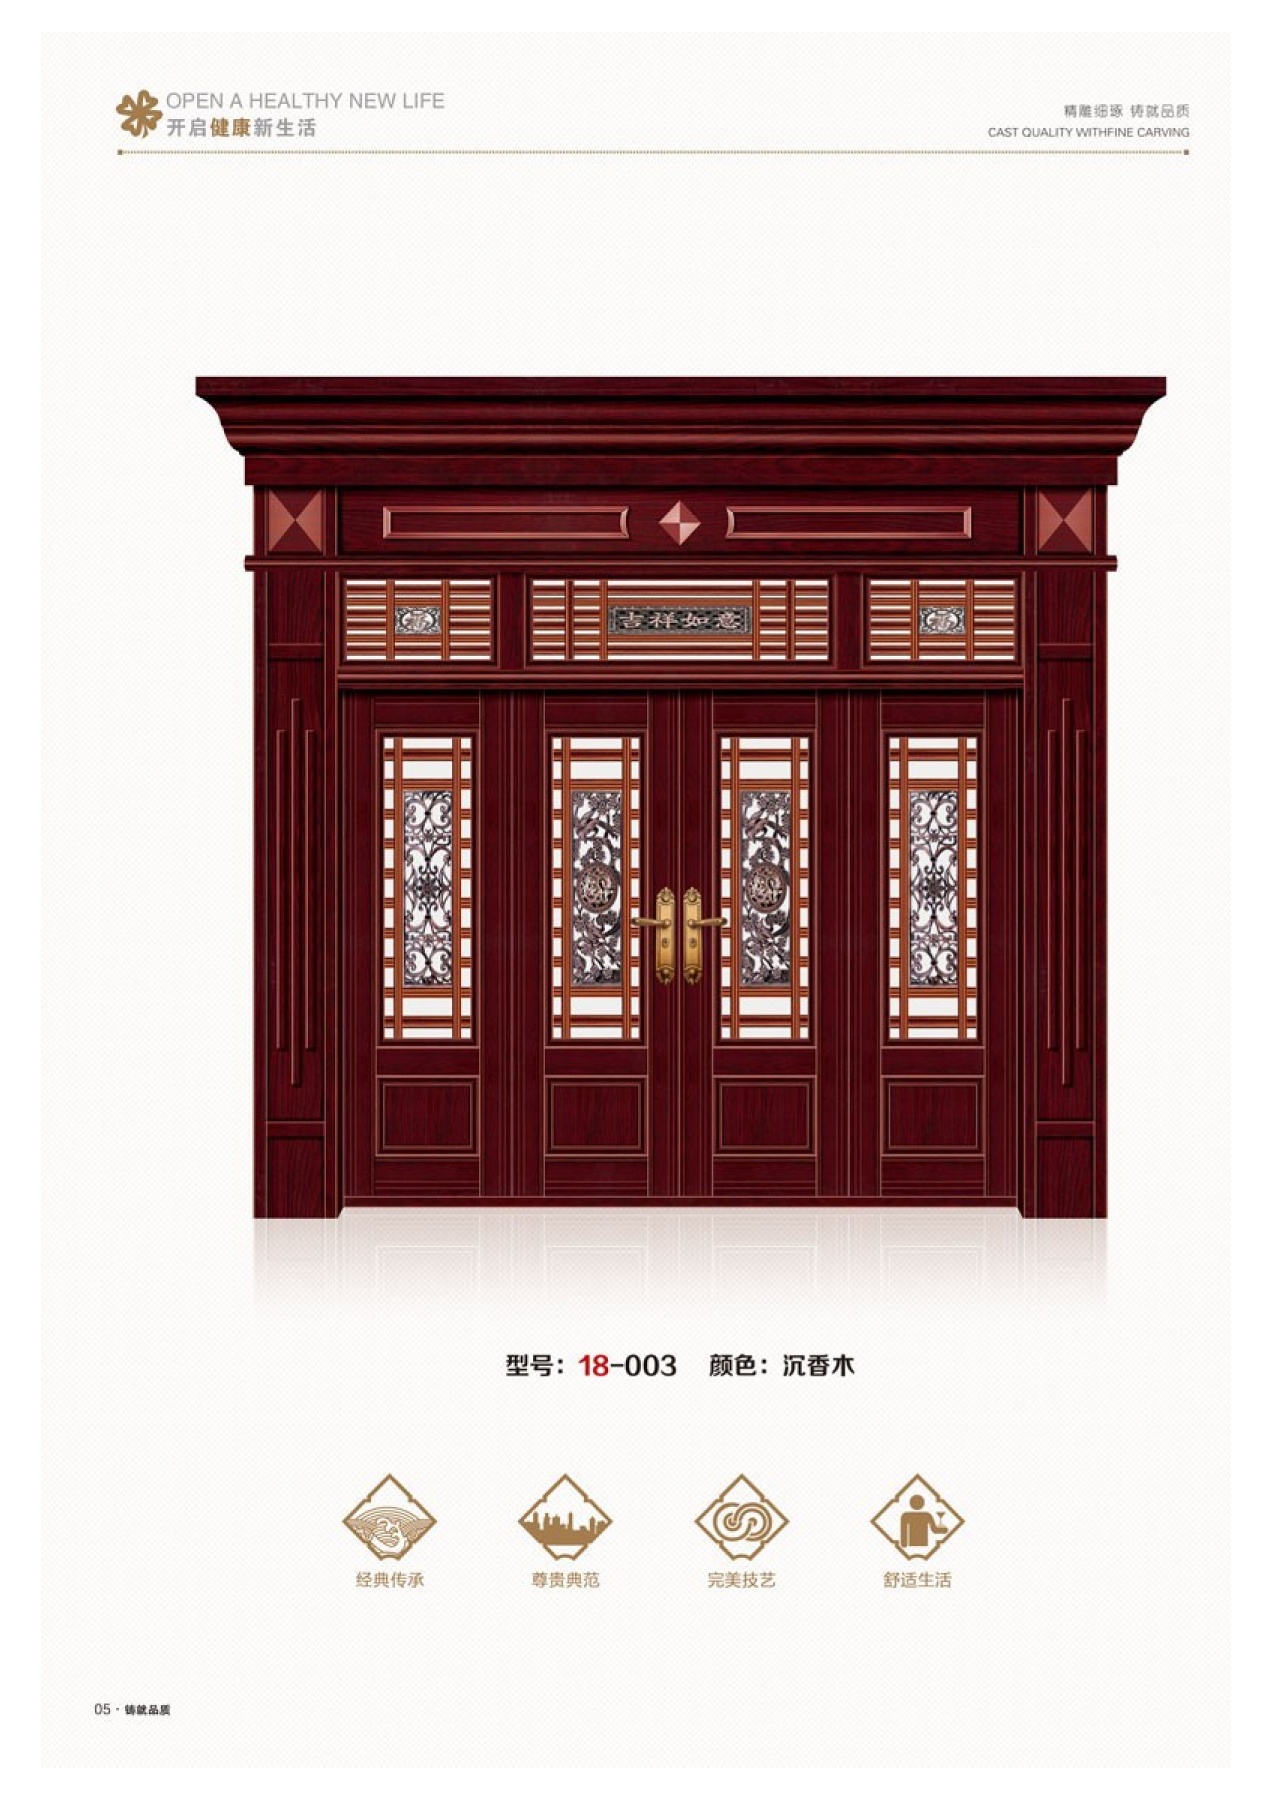 OPEN A HEALTHY NEW LIFE
开启健康新生活
精雕细琢 铸就品质
CAST QUALITY WITHFINE CARVING
吉祥如意
型号：18-003 颜色：沉香木
经典传承
尊贵典范
完美技艺
舒适生活
05 · 铸就品质